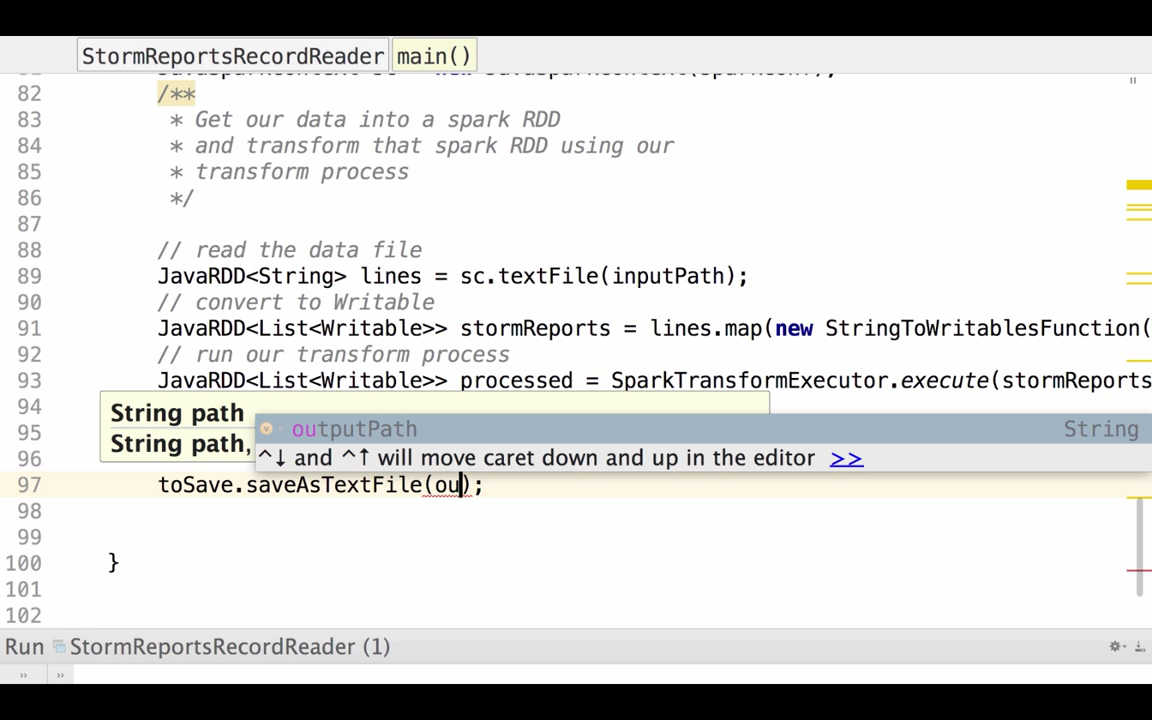 StormReportsRecordReader main()
82 /**
83 * Get our data into a spark RDD
84 * and transform that spark RDD using our
85 * transform process
86 */
87
88 // read the data file
89 JavaRDD<String> lines = sc.textFile(inputPath);
90 // convert to Writable
91 JavaRDD<List<Writable>> stormReports = lines.map(new StringToWritablesFunction(
92 // run our transform process
93 JavaRDD<List<Writable>> processed = SparkTransformExecutor.execute(stormReports
94 String path
outputPath String
95 String path,
96 ^↓ and ^↑ will move caret down and up in the editor >>
97 toSave.saveAsTextFile(ou);
98
99
100 }
101
102
Run StormReportsRecordReader (1)
» »